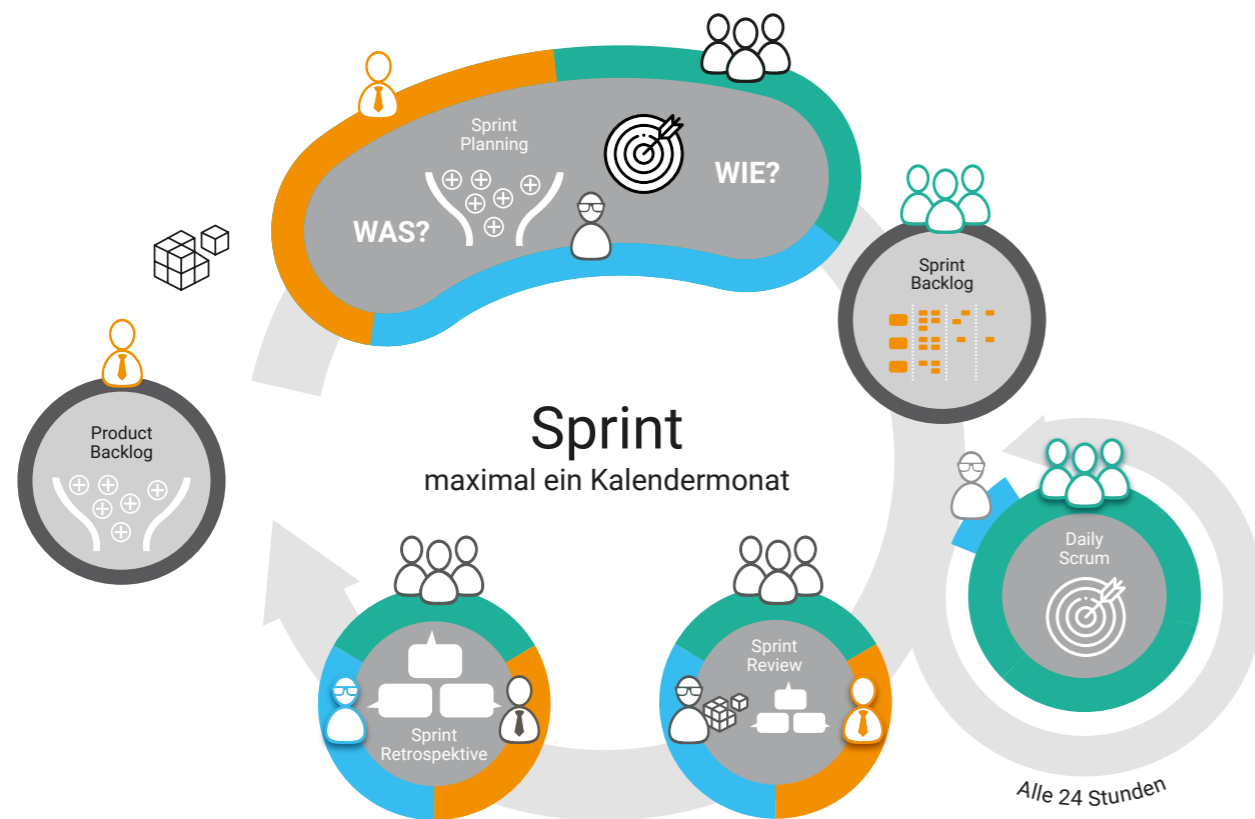 Sprint
Planning
WAS?
WIE?
Sprint
Backlog
Product
Backlog
Sprint
maximal ein Kalendermonat
Daily
Scrum
Sprint
Review
Sprint
Retrospektive
Alle 24 Stunden